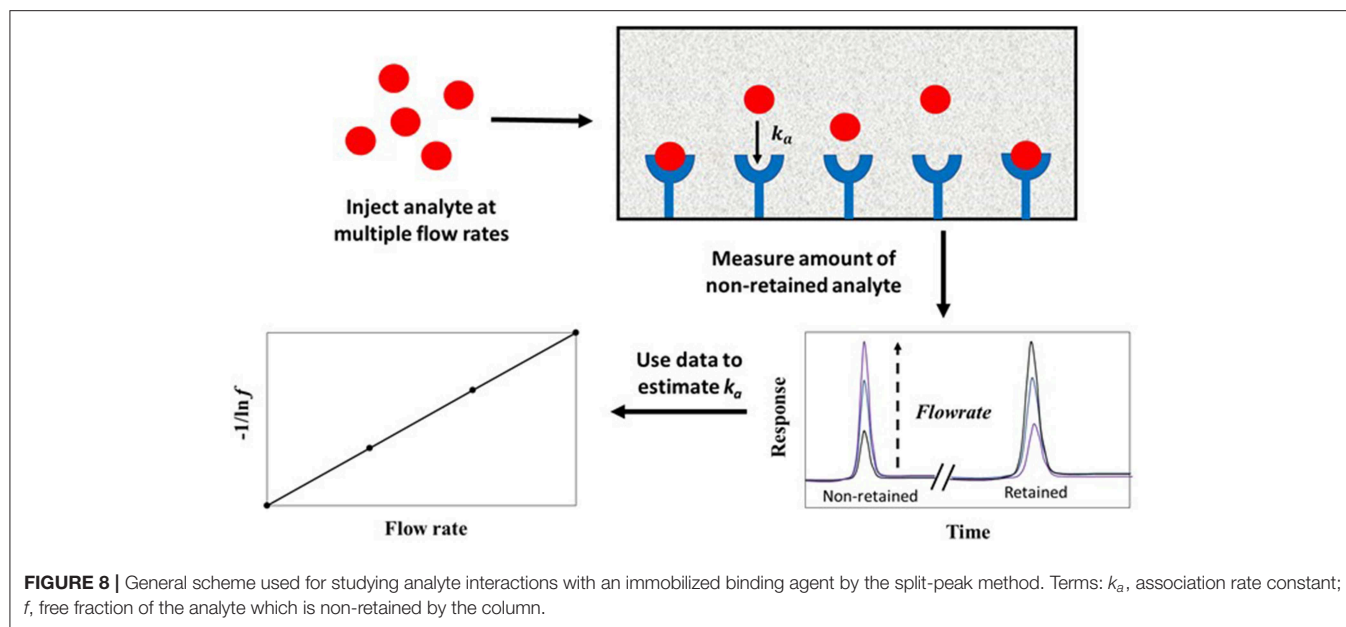 Inject analyte at
multiple flow rates
k_a
Measure amount of
non-retained analyte
Response
Flowrate
Non-retained
Retained
Time
Use data to
estimate k_a
-1/ln f
Flow rate
FIGURE 8 | General scheme used for studying analyte interactions with an immobilized binding agent by the split-peak method. Terms: k_a, association rate constant;
f, free fraction of the analyte which is non-retained by the column.